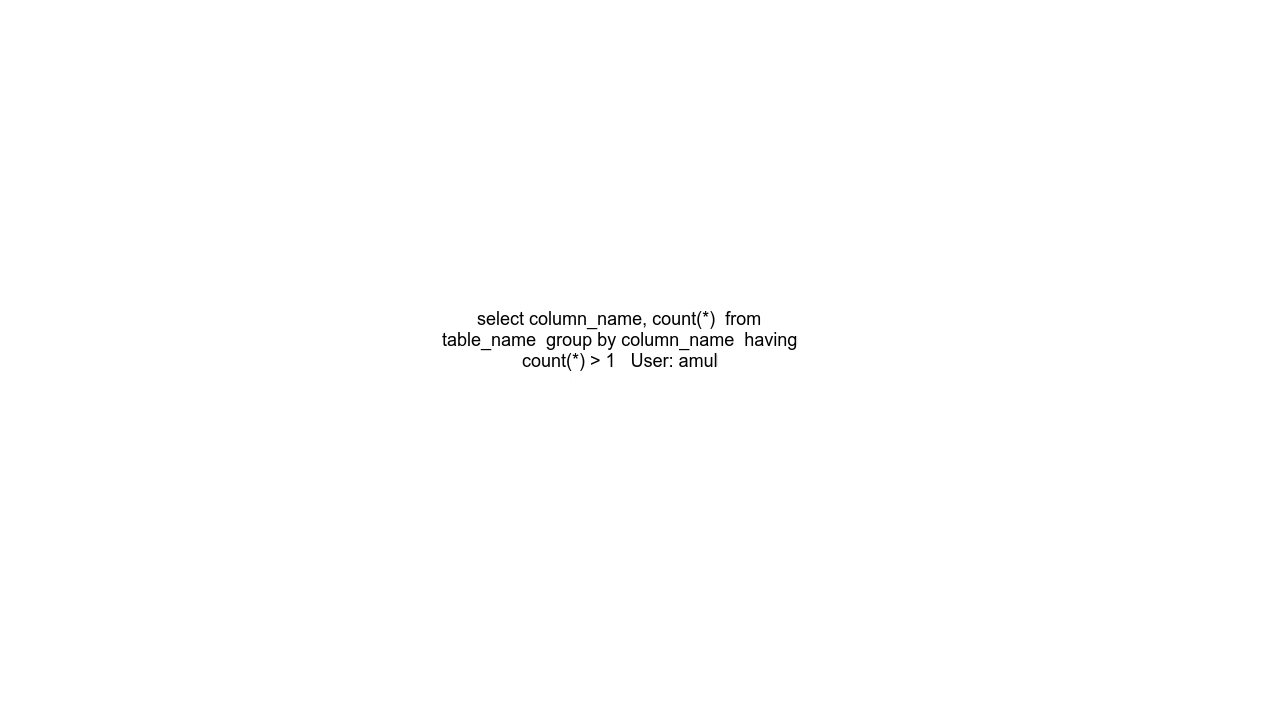 select column_name, count(*)  from
table_name  group by column_name  having
count(*) > 1   User: amul